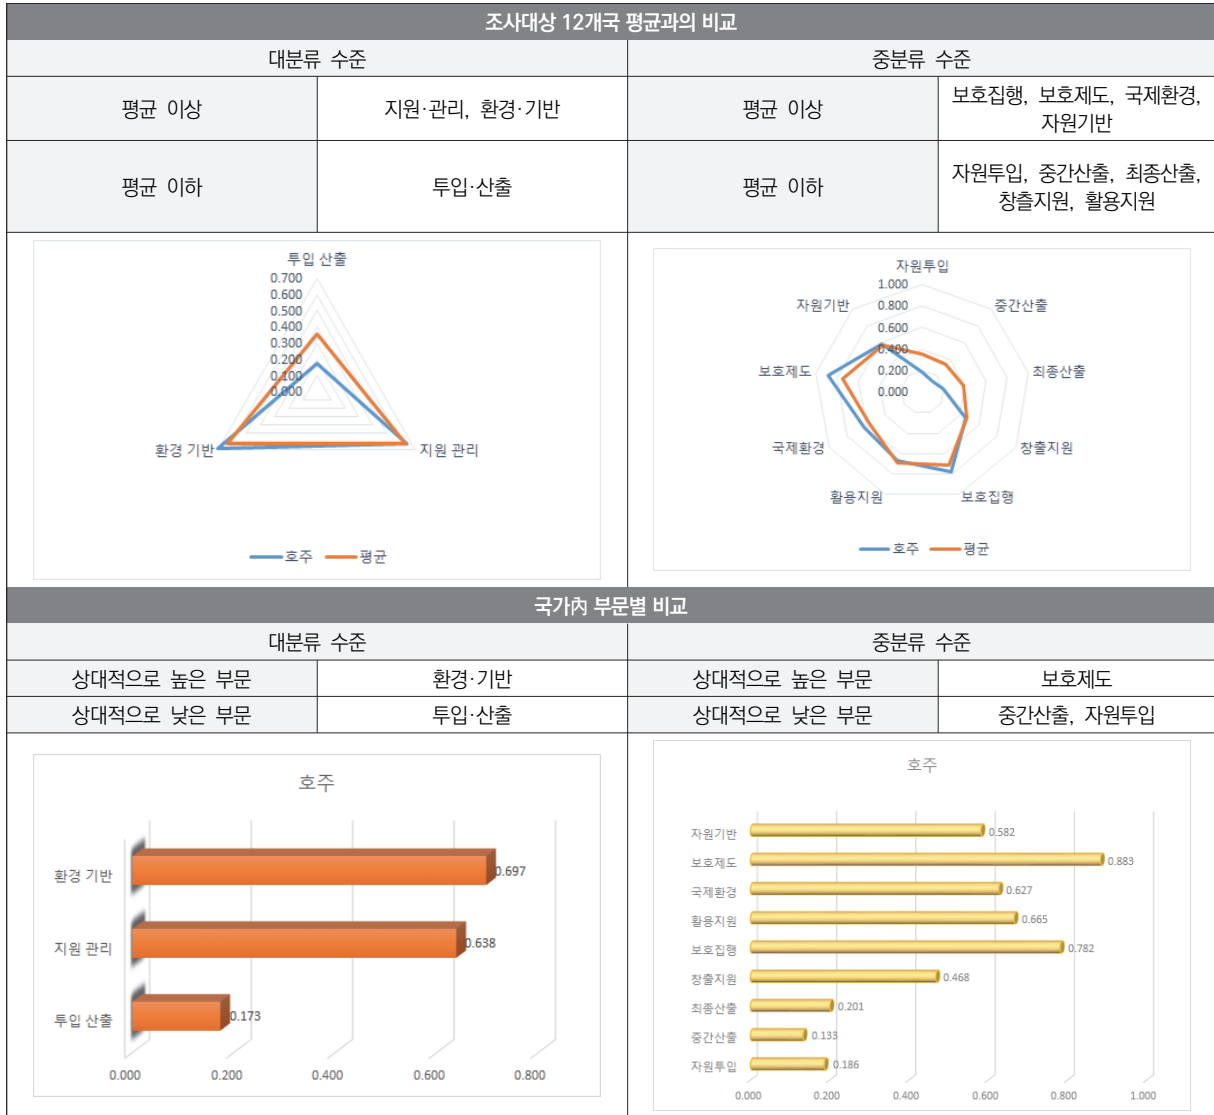 조사대상 12개국 평균과의 비교
대분류 수준
중분류 수준
평균 이상
지원·관리, 환경·기반
평균 이상
보호집행, 보호제도, 국제환경,
자원기반
평균 이하
투입·산출
평균 이하
자원투입, 중간산출, 최종산출,
창츨지원, 활용지원
투입 산출
0.700
0.600
0.500
0.400
0.300
0.200
0.100
0.000
환경 기반
지원 관리
호주
평균
자원투입
1.000
0.800
0.600
0.400
0.200
0.000
자원기반
중간산출
보호제도
최종산출
국제환경
창출지원
활용지원
보호집행
호주
평균
국가內 부문별 비교
대분류 수준
중분류 수준
상대적으로 높은 부문
환경·기반
상대적으로 높은 부문
보호제도
상대적으로 낮은 부문
투입·산출
상대적으로 낮은 부문
중간산출, 자원투입
호주
환경 기반
0.697
지원 관리
0.638
투입 산출
0.173
0.000 0.200 0.400 0.600 0.800
호주
자원기반
0.582
보호제도
0.883
국제환경
0.627
활용지원
0.665
보호집행
0.782
창출지원
0.468
최종산출
0.201
중간산출
0.133
자원투입
0.186
0.000 0.200 0.400 0.600 0.800 1.000